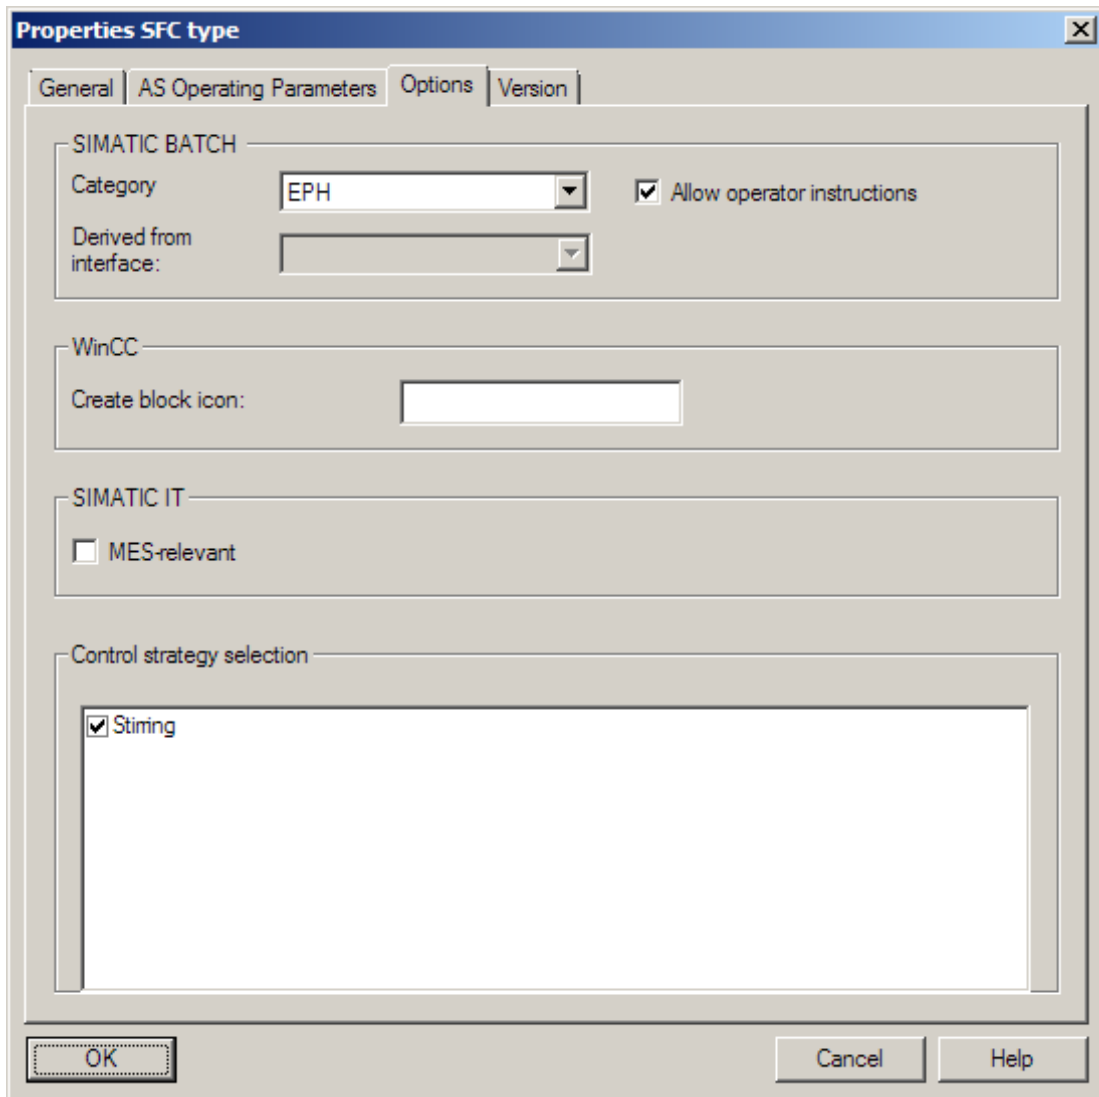 Properties SFC type
General
AS Operating Parameters
Options
Version
SIMATIC BATCH
Category
EPH
Allow operator instructions
Derived from
interface:
WinCC
Create block icon:
SIMATIC IT
MES-relevant
Control strategy selection
Stirring
OK
Cancel
Help